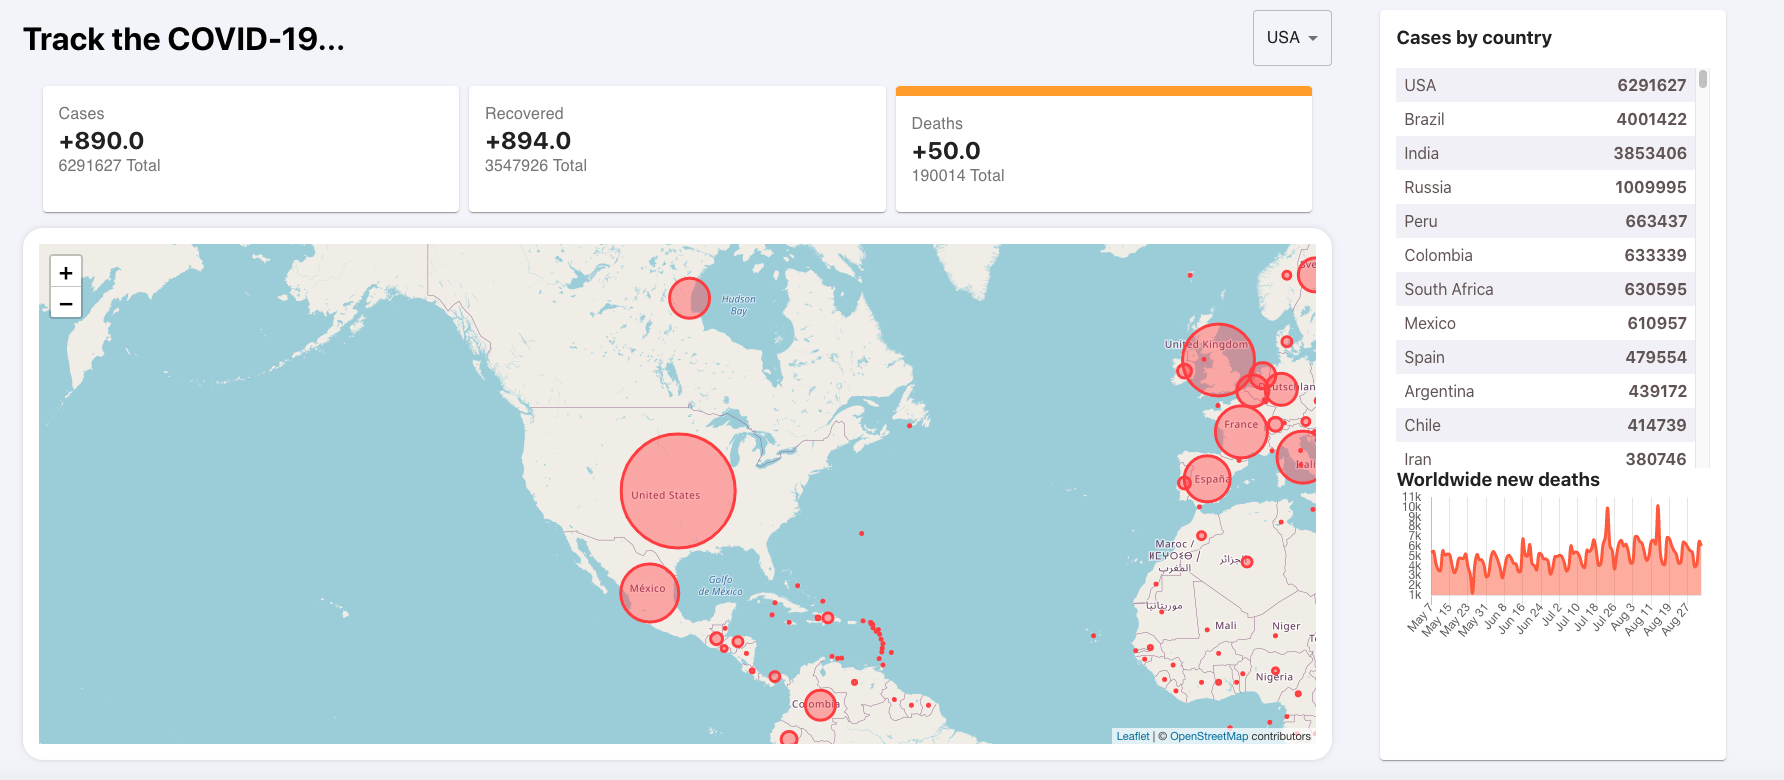 Track the COVID-19...
USA
Cases
+890.0
6291627 Total
Recovered
+894.0
3547926 Total
Deaths
+50.0
190014 Total
+
−
Hudson
Bay
United States
México
Golfo
de México
Colombia
United Kingdom
France
España
Maroc /
ⵍⵎⵖⵔⵉⴱ /
المغرب
موريتانيا
Mali
Niger
Nigeria
Leaflet | © OpenStreetMap contributors
Cases by country
USA 6291627
Brazil 4001422
India 3853406
Russia 1009995
Peru 663437
Colombia 633339
South Africa 630595
Mexico 610957
Spain 479554
Argentina 439172
Chile 414739
Iran 380746
Worldwide new deaths
11k
10k
9k
8k
7k
6k
5k
4k
3k
2k
1k
May 7
May 15
May 23
May 31
Jun 8
Jun 16
Jun 24
Jul 2
Jul 10
Jul 18
Jul 26
Aug 3
Aug 11
Aug 19
Aug 27